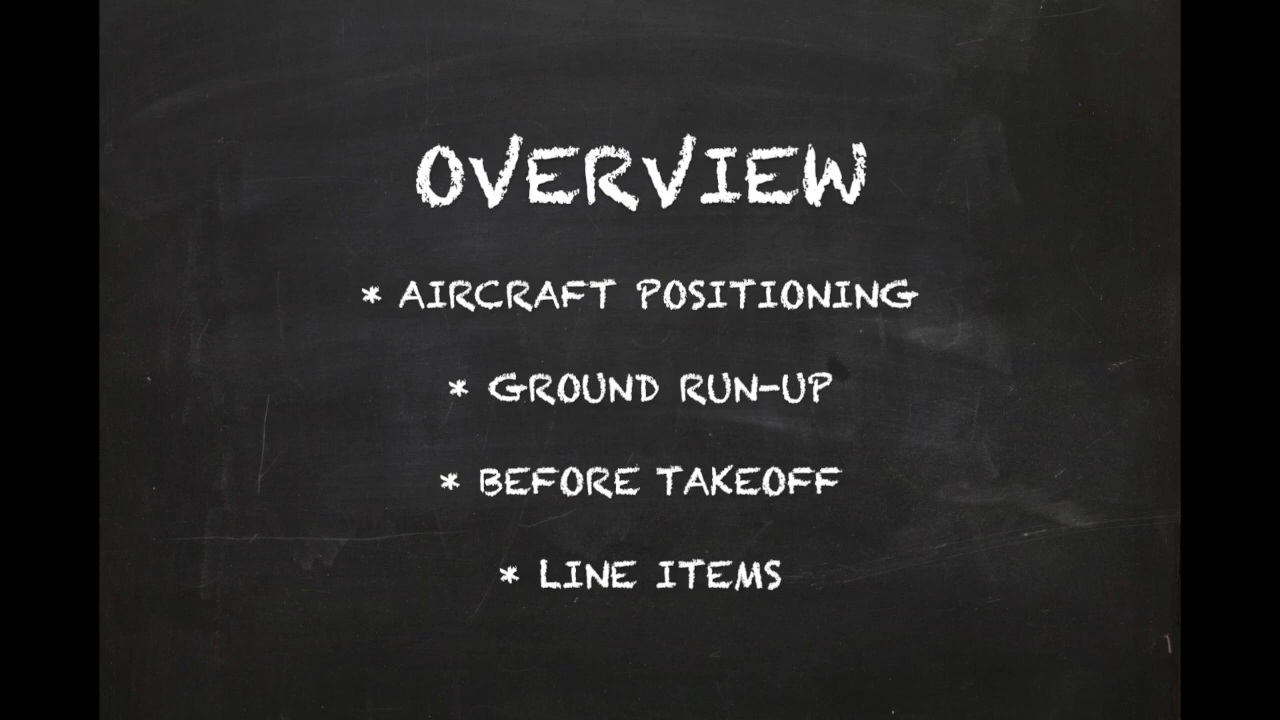 OVERVIEW
* AIRCRAFT POSITIONING
* GROUND RUN-UP
* BEFORE TAKEOFF
* LINE ITEMS